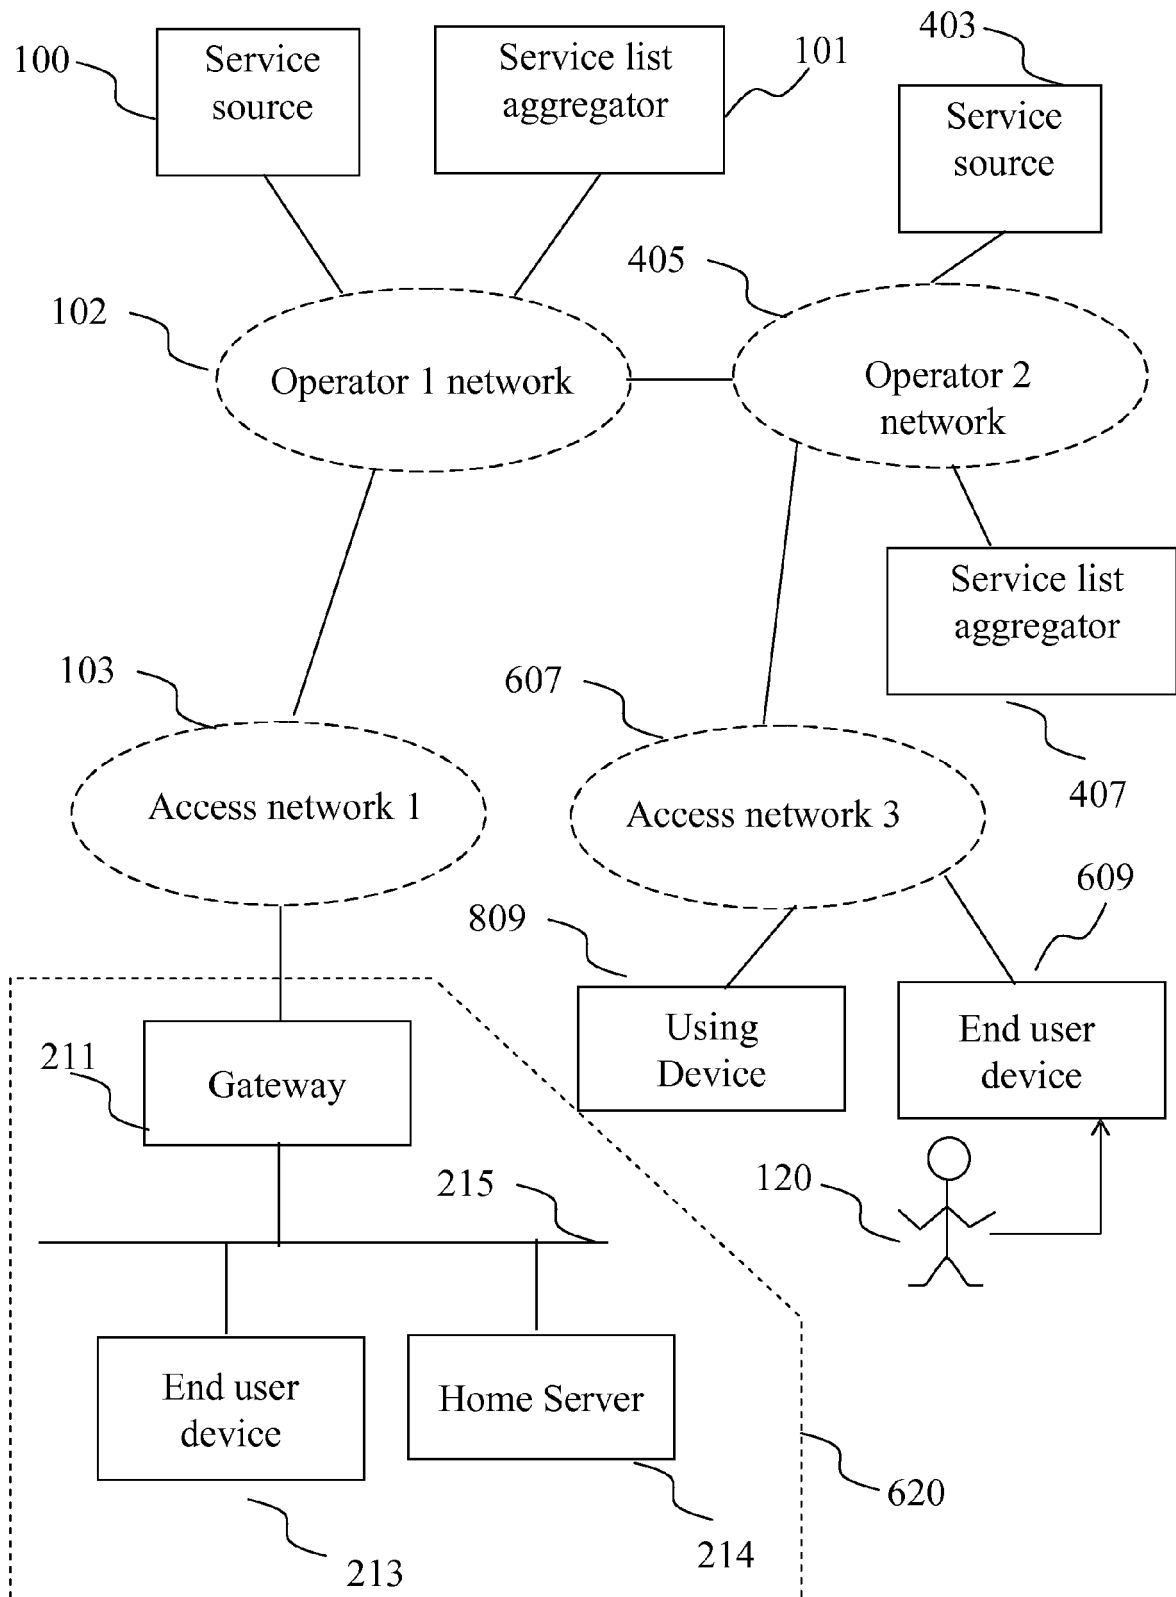 100
Service
source
Service list
aggregator
101
403
Service
source
405
102
Operator 1 network
Operator 2
network
Service list
aggregator
407
103
607
Access network 1
Access network 3
809
609
Using
Device
End user
device
211
Gateway
120
215
End user
device
Home Server
620
213
214